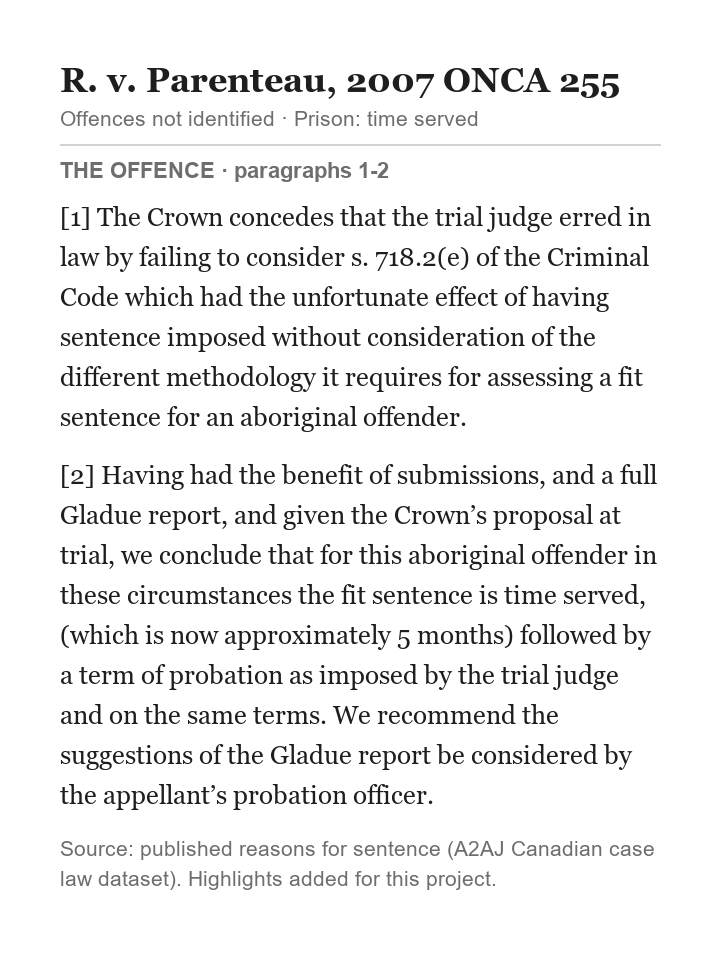 R. v. Parenteau, 2007 ONCA 255
Offences not identified · Prison: time served
THE OFFENCE · paragraphs 1-2
[1] The Crown concedes that the trial judge erred in
law by failing to consider s. 718.2(e) of the Criminal
Code which had the unfortunate effect of having
sentence imposed without consideration of the
different methodology it requires for assessing a fit
sentence for an aboriginal offender.
[2] Having had the benefit of submissions, and a full
Gladue report, and given the Crown’s proposal at
trial, we conclude that for this aboriginal offender in
these circumstances the fit sentence is time served,
(which is now approximately 5 months) followed by
a term of probation as imposed by the trial judge
and on the same terms. We recommend the
suggestions of the Gladue report be considered by
the appellant’s probation officer.
Source: published reasons for sentence (A2AJ Canadian case
law dataset). Highlights added for this project.